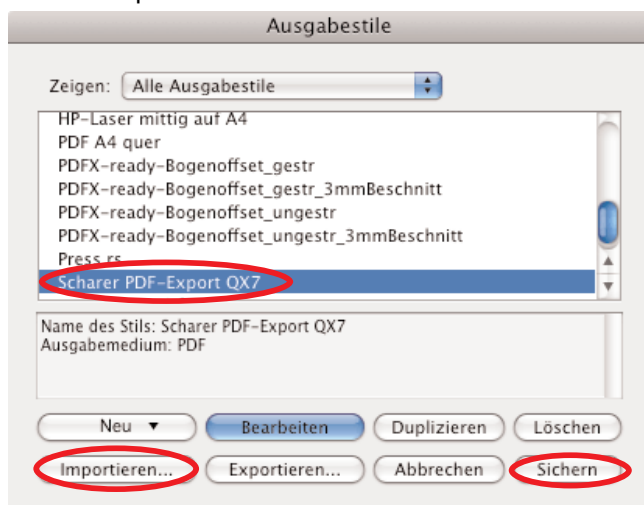 Ausgabestile
Zeigen: Alle Ausgabestile
HP-Laser mittig auf A4
PDF A4 quer
PDFX-ready-Bogenoffset_gestr
PDFX-ready-Bogenoffset_gestr_3mmBeschnitt
PDFX-ready-Bogenoffset_ungestr
PDFX-ready-Bogenoffset_ungestr_3mmBeschnitt
Press rs
Scharer PDF-Export QX7
Name des Stils: Scharer PDF-Export QX7
Ausgabemedium: PDF
Neu Bearbeiten Duplizieren Löschen
Importieren... Exportieren... Abbrechen Sichern